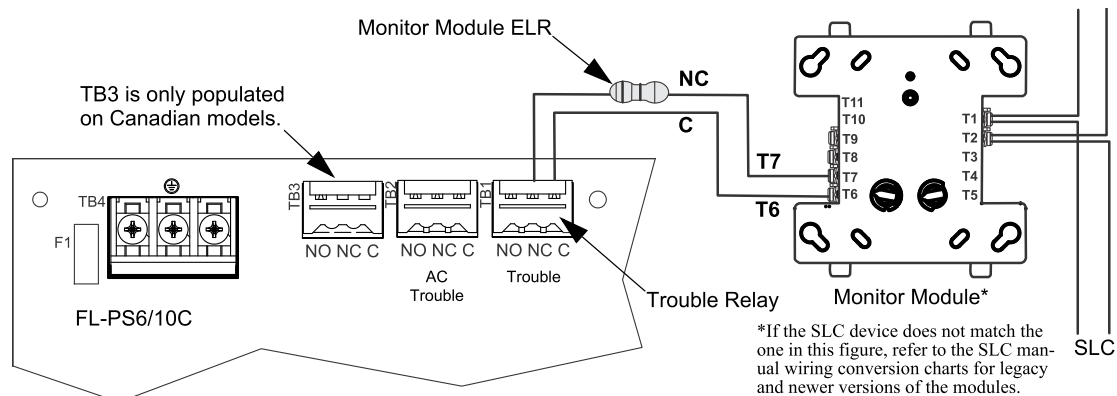 Monitor Module ELR
TB3 is only populated
on Canadian models.
NC
C
T7
T6
T11
T10
T9
T8
T7
T6
T1
T2
T3
T4
T5
TB4
F1
TB3
TB2
TB1
NO NC C
NO NC C
NO NC C
AC
Trouble
Trouble
FL-PS6/10C
Trouble Relay
Monitor Module*
*If the SLC device does not match the
one in this figure, refer to the SLC man-
ual wiring conversion charts for legacy
and newer versions of the modules.
SLC